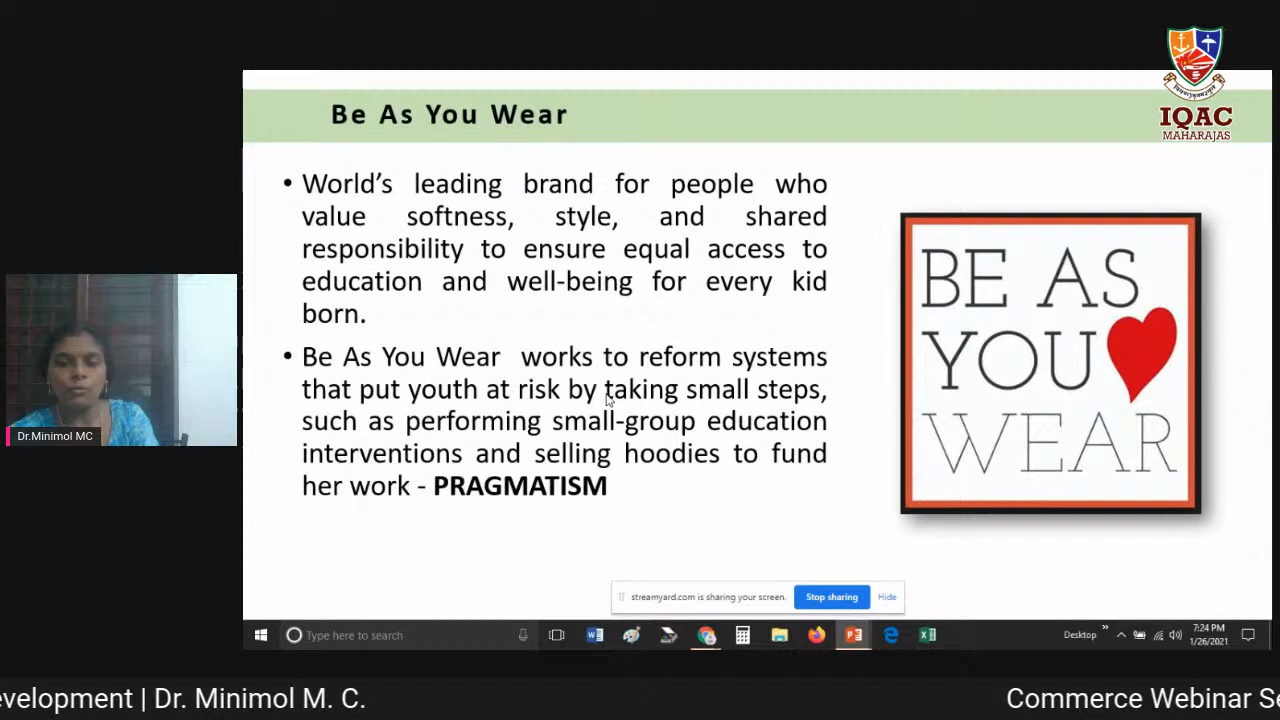 IQAC
MAHARAJAS
Be As You Wear
• World’s leading brand for people who
value softness, style, and shared
responsibility to ensure equal access to
education and well-being for every kid
born.
• Be As You Wear works to reform systems
that put youth at risk by taking small steps,
such as performing small-group education
interventions and selling hoodies to fund
her work - PRAGMATISM
BE AS
YOU
WEAR
Dr.Minimol MC
streamyard.com is sharing your screen.
Stop sharing
Hide
Type here to search
Desktop
7:24 PM
1/26/2021
evelopment | Dr. Minimol M. C.
Commerce Webinar Se